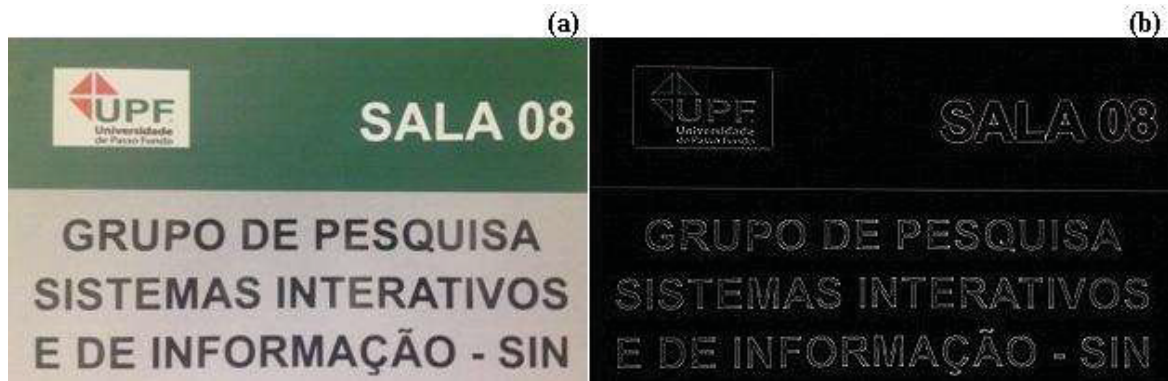 (a)
UPF
Universidade
de Passo Fundo
SALA 08
GRUPO DE PESQUISA
SISTEMAS INTERATIVOS
E DE INFORMAÇÃO - SIN
(b)
UPF
Universidade
de Passo Fundo
SALA 08
GRUPO DE PESQUISA
SISTEMAS INTERATIVOS
E DE INFORMAÇÃO - SIN